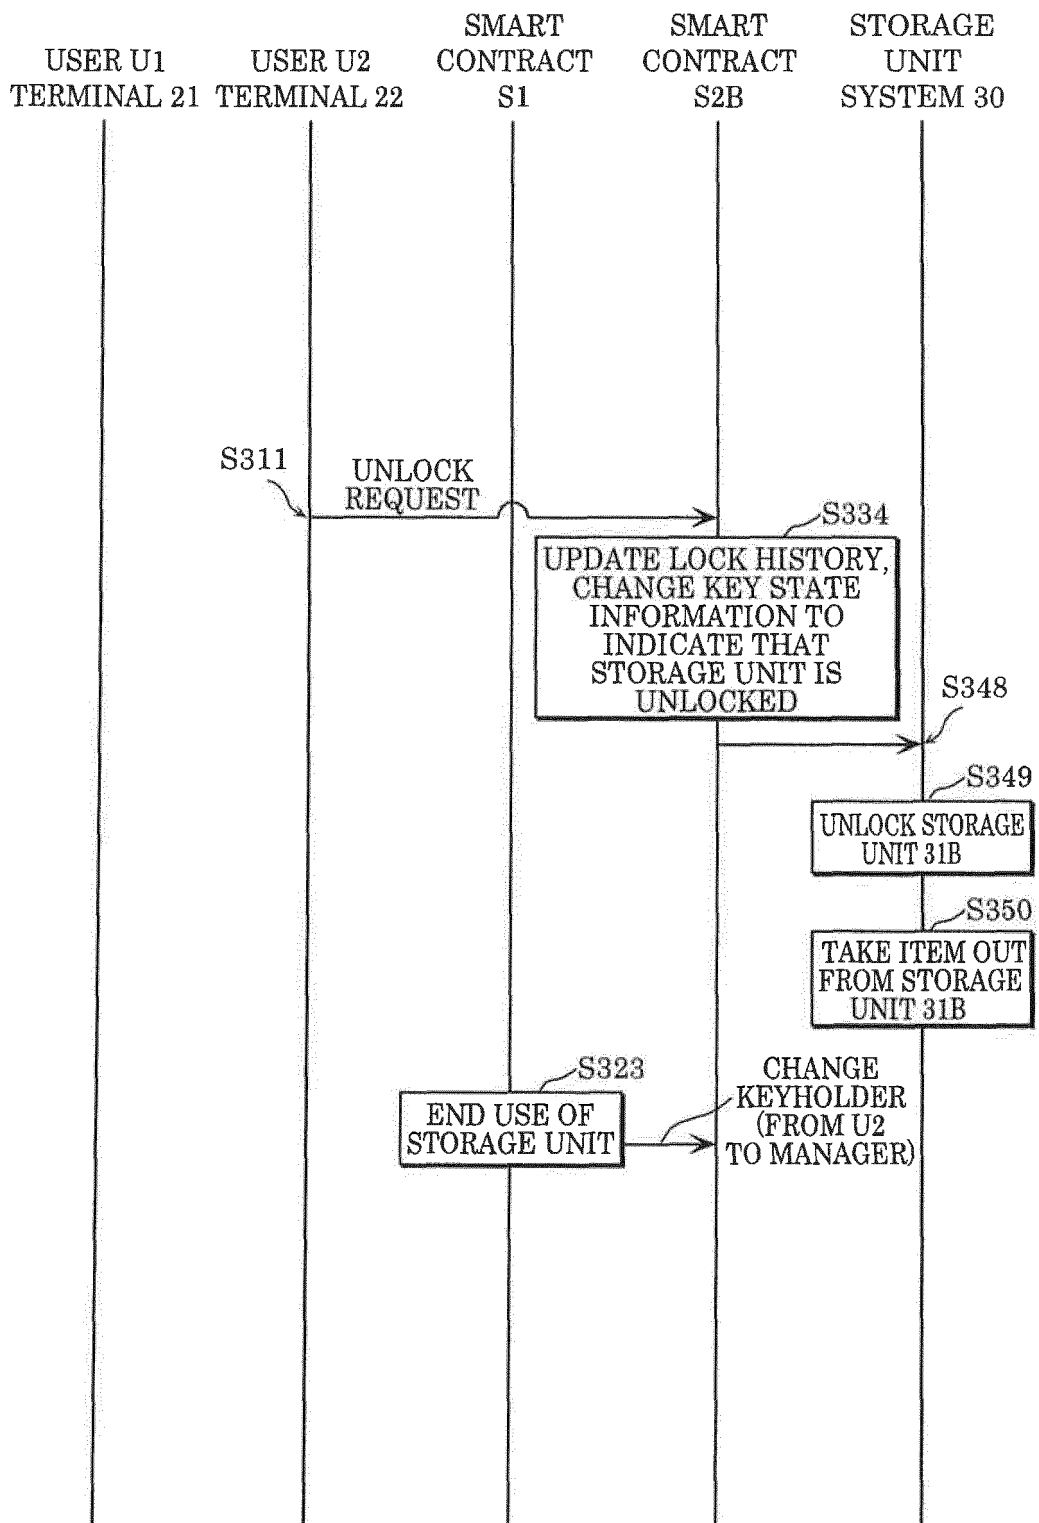 USER U1
TERMINAL 21
USER U2
TERMINAL 22
SMART
CONTRACT
S1
SMART
CONTRACT
S2B
STORAGE
UNIT
SYSTEM 30
S311
UNLOCK
REQUEST
S334
UPDATE LOCK HISTORY,
CHANGE KEY STATE
INFORMATION TO
INDICATE THAT
STORAGE UNIT IS
UNLOCKED
S348
S349
UNLOCK STORAGE
UNIT 31B
S350
TAKE ITEM OUT
FROM STORAGE
UNIT 31B
S323
END USE OF
STORAGE UNIT
CHANGE
KEYHOLDER
(FROM U2
TO MANAGER)